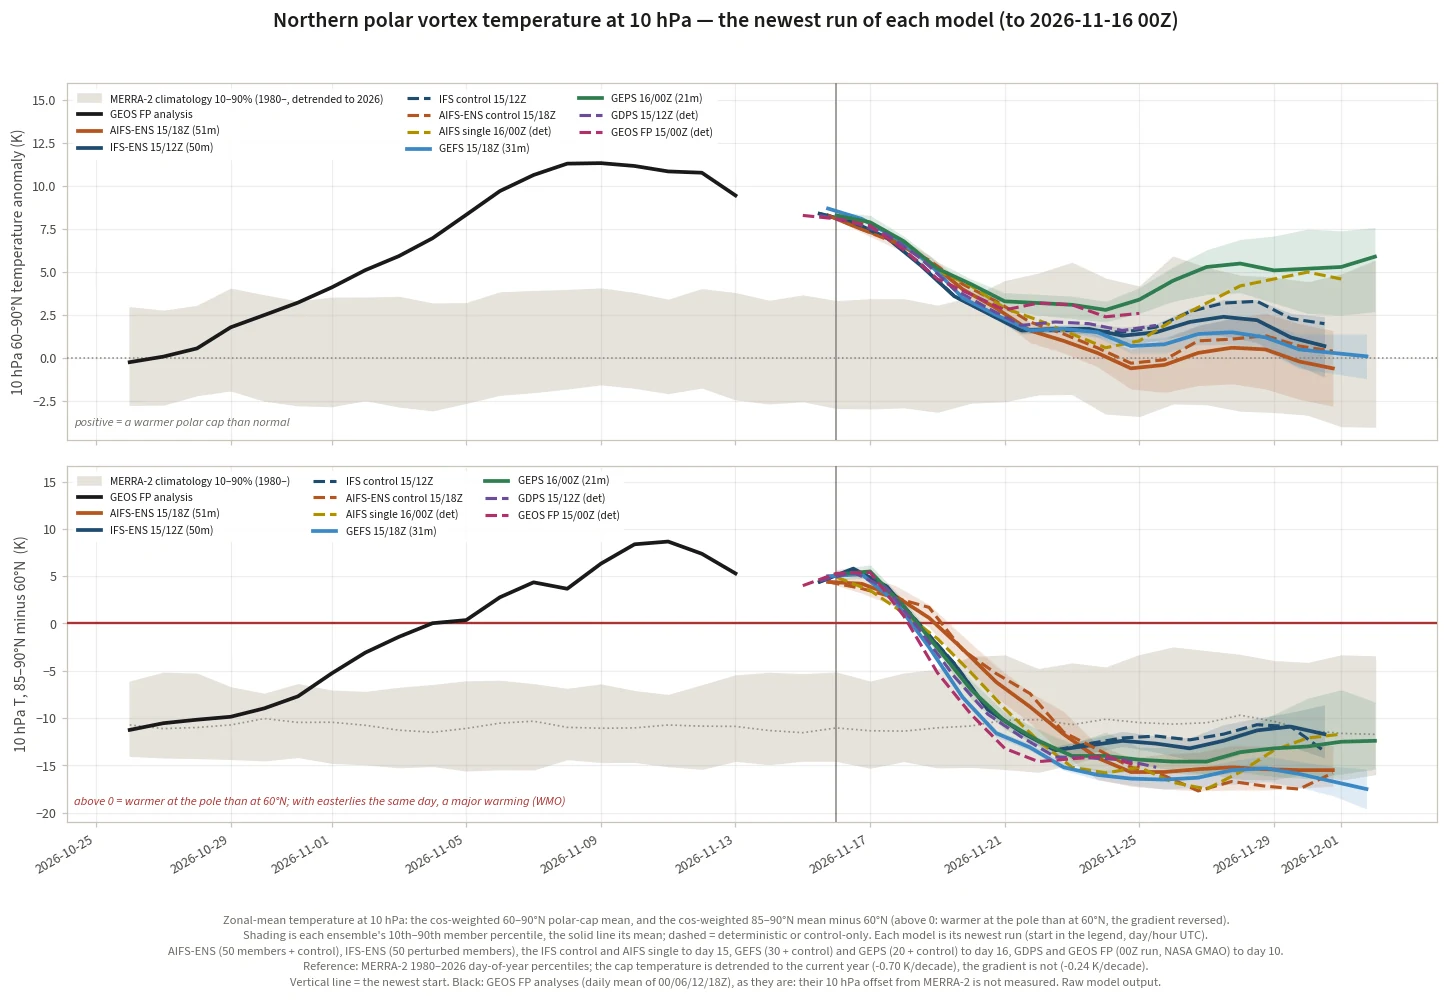 Northern polar vortex temperature at 10 hPa — the newest run of each model (to 2026-11-16 00Z)
10 hPa 60–90°N temperature anomaly (K)
15.0
12.5
10.0
7.5
5.0
2.5
0.0
−2.5
MERRA-2 climatology 10–90% (1980–, detrended to 2026)
GEOS FP analysis
AIFS-ENS 15/18Z (51m)
IFS-ENS 15/12Z (50m)
IFS control 15/12Z
AIFS-ENS control 15/18Z
AIFS single 16/00Z (det)
GEFS 15/18Z (31m)
GEPS 16/00Z (21m)
GDPS 15/12Z (det)
GEOS FP 15/00Z (det)
positive = a warmer polar cap than normal
10 hPa T, 85–90°N minus 60°N (K)
15
10
5
0
−5
−10
−15
−20
MERRA-2 climatology 10–90% (1980–)
GEOS FP analysis
AIFS-ENS 15/18Z (51m)
IFS-ENS 15/12Z (50m)
IFS control 15/12Z
AIFS-ENS control 15/18Z
AIFS single 16/00Z (det)
GEFS 15/18Z (31m)
GEPS 16/00Z (21m)
GDPS 15/12Z (det)
GEOS FP 15/00Z (det)
above 0 = warmer at the pole than at 60°N; with easterlies the same day, a major warming (WMO)
2026-10-25
2026-10-29
2026-11-01
2026-11-05
2026-11-09
2026-11-13
2026-11-17
2026-11-21
2026-11-25
2026-11-29
2026-12-01
Zonal-mean temperature at 10 hPa: the cos-weighted 60–90°N polar-cap mean, and the cos-weighted 85–90°N mean minus 60°N (above 0: warmer at the pole than at 60°N, the gradient reversed).
Shading is each ensemble's 10th–90th member percentile, the solid line its mean; dashed = deterministic or control-only. Each model is its newest run (start in the legend, day/hour UTC).
AIFS-ENS (50 members + control), IFS-ENS (50 perturbed members), the IFS control and AIFS single to day 15, GEFS (30 + control) and GEPS (20 + control) to day 16, GDPS and GEOS FP (00Z run, NASA GMAO) to day 10.
Reference: MERRA-2 1980–2026 day-of-year percentiles; the cap temperature is detrended to the current year (-0.70 K/decade), the gradient is not (-0.24 K/decade).
Vertical line = the newest start. Black: GEOS FP analyses (daily mean of 00/06/12/18Z), as they are: their 10 hPa offset from MERRA-2 is not measured. Raw model output.